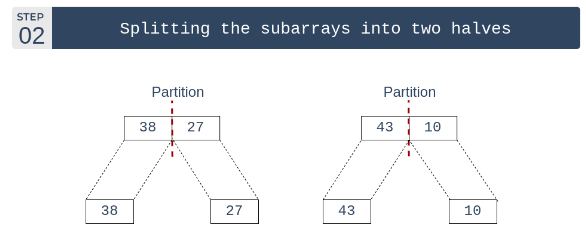 STEP
02
Splitting the subarrays into two halves
Partition Partition
38 27 43 10
38 27 43 10